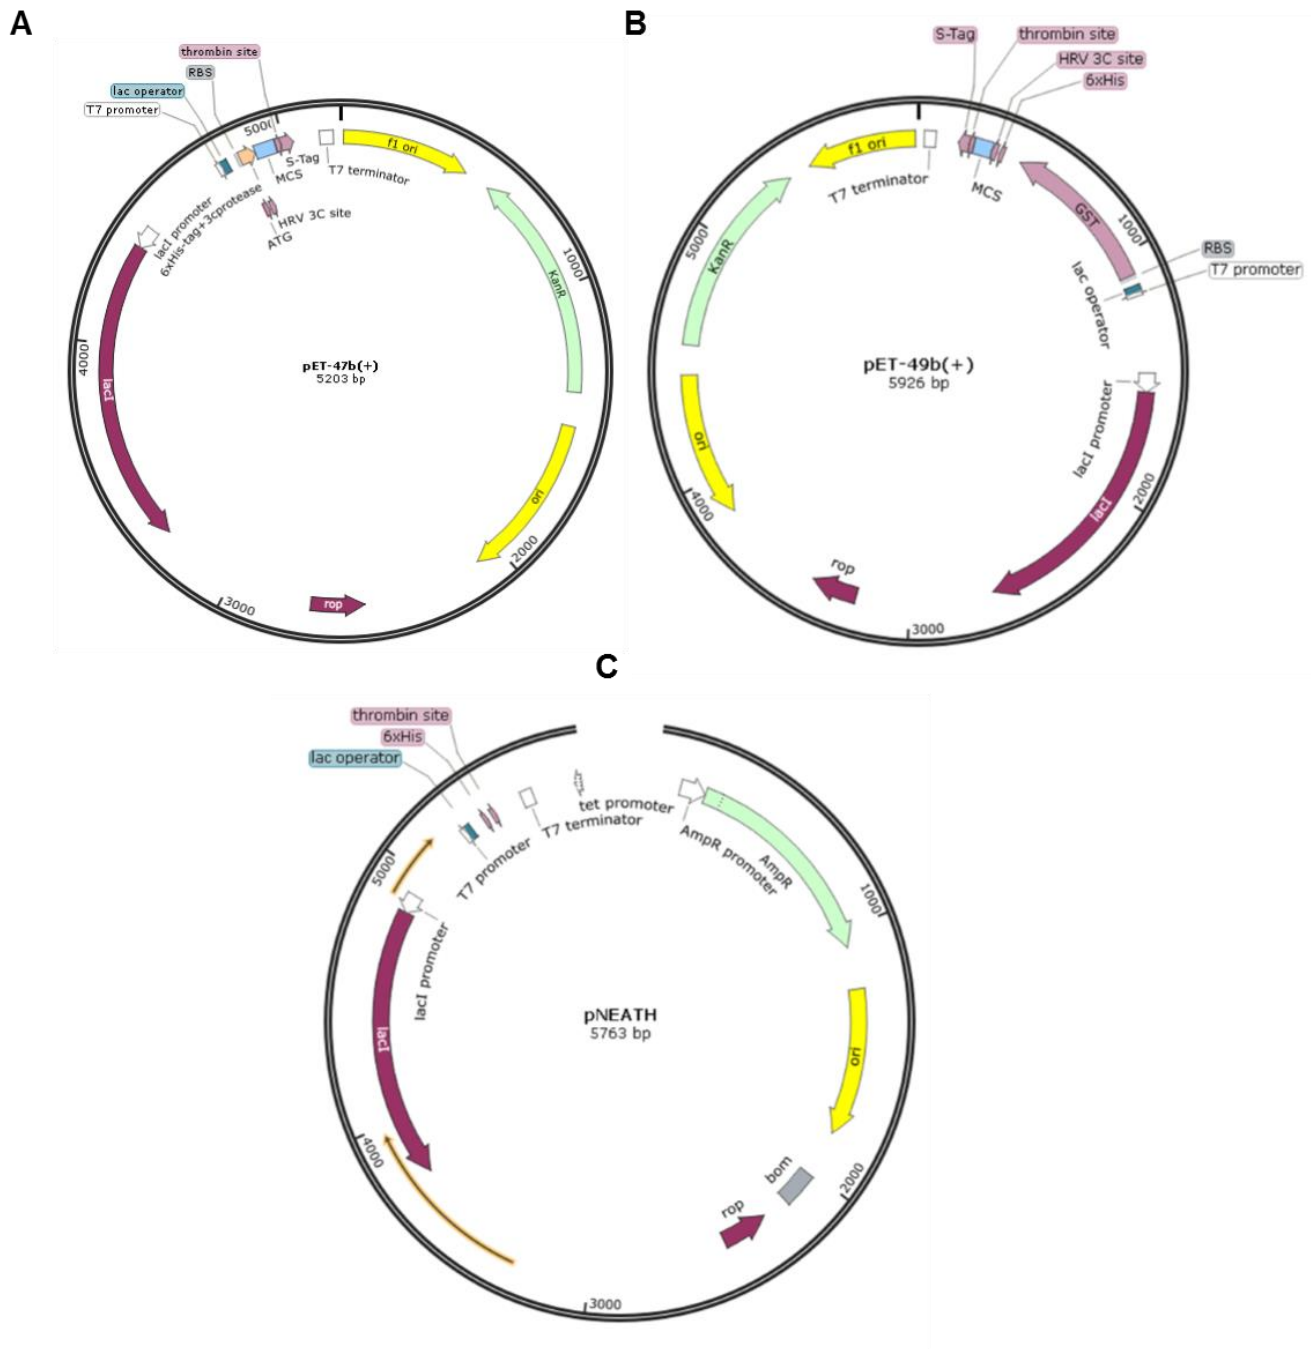 A
thrombin site
RBS
lac operator
T7 promoter
5000
f1 ori
S-Tag
T7 terminator
MCS
lacI promoter
6xHis-tag+3cprotease
HRV 3C site
ATG
1000
KanR
4000
pET-47b(+)
5203 bp
lacI
ori
2000
rop
3000
B
S-Tag
thrombin site
HRV 3C site
6xHis
f1 ori
T7 terminator
MCS
GST
1000
5000
KanR
RBS
T7 promoter
lac operator
pET-49b(+)
5926 bp
lacI promoter
ori
4000
lacI
2000
rop
3000
C
thrombin site
6xHis
lac operator
tet promoter
T7 terminator
AmpR promoter
AmpR
T7 promoter
5000
1000
lacI promoter
pNEATH
5763 bp
lacI
ori
4000
bom
2000
rop
3000